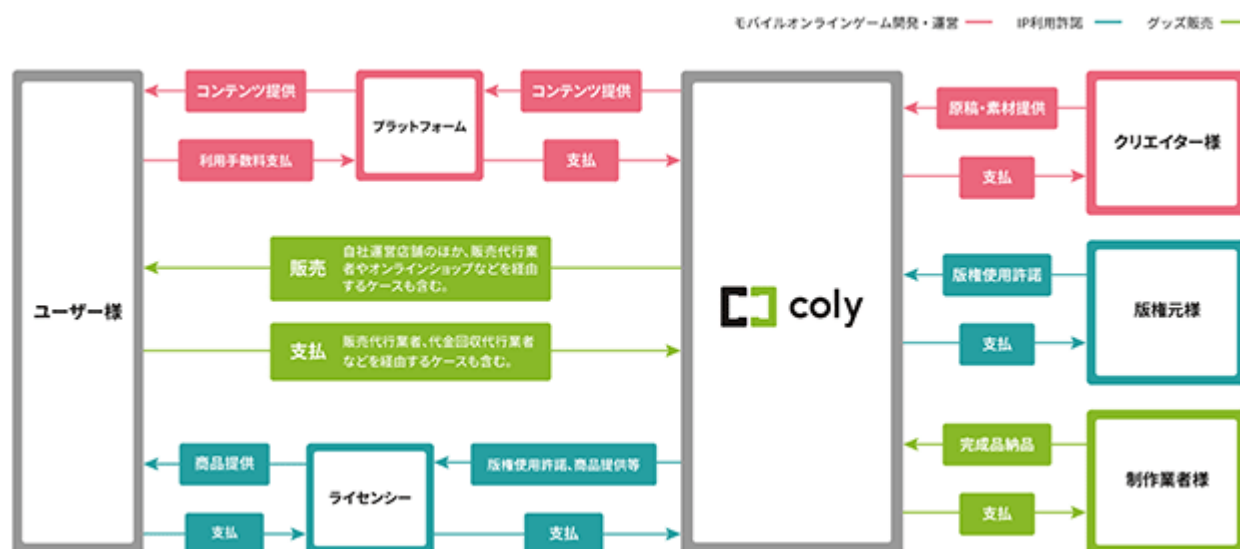 モバイルオンラインゲーム開発・運営
IP利用許諾
グッズ販売
コンテンツ提供
コンテンツ提供
プラットフォーム
利用手数料支払
支払
原稿・素材提供
クリエイター様
支払
販売
自社運営店舗のほか、販売代行業
者やオンラインショップなどを経由
するケースも含む。
ユーザー様
支払
販売代行業者、代金回収代行業者
などを経由するケースも含む。
coly
版権使用許諾
版権元様
支払
商品提供
版権使用許諾、商品提供等
ライセンシー
支払
支払
完成品納品
制作業者様
支払